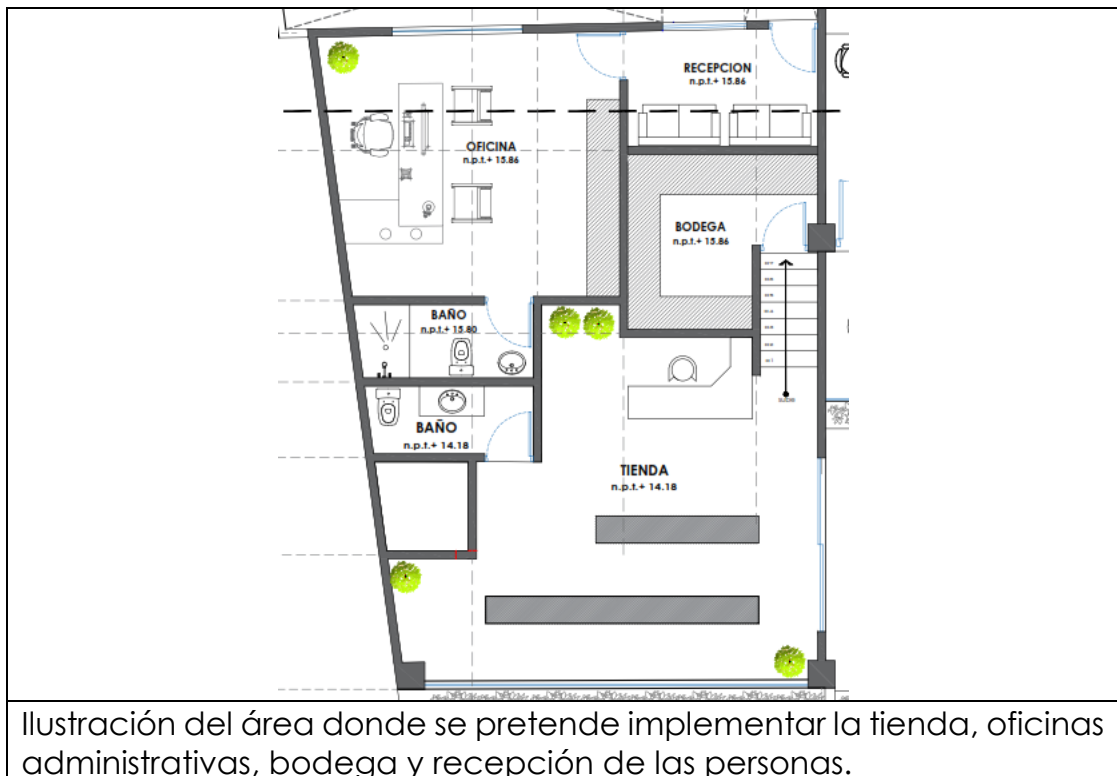 RECEPCION
n.p.t.+ 15.86
OFICINA
n.p.t.+ 15.86
BODEGA
n.p.t.+ 15.86
BAÑO
n.p.t.+ 15.80
BAÑO
n.p.t.+ 14.18
TIENDA
n.p.t.+ 14.18
Ilustración del área donde se pretende implementar la tienda, oficinas
administrativas, bodega y recepción de las personas.